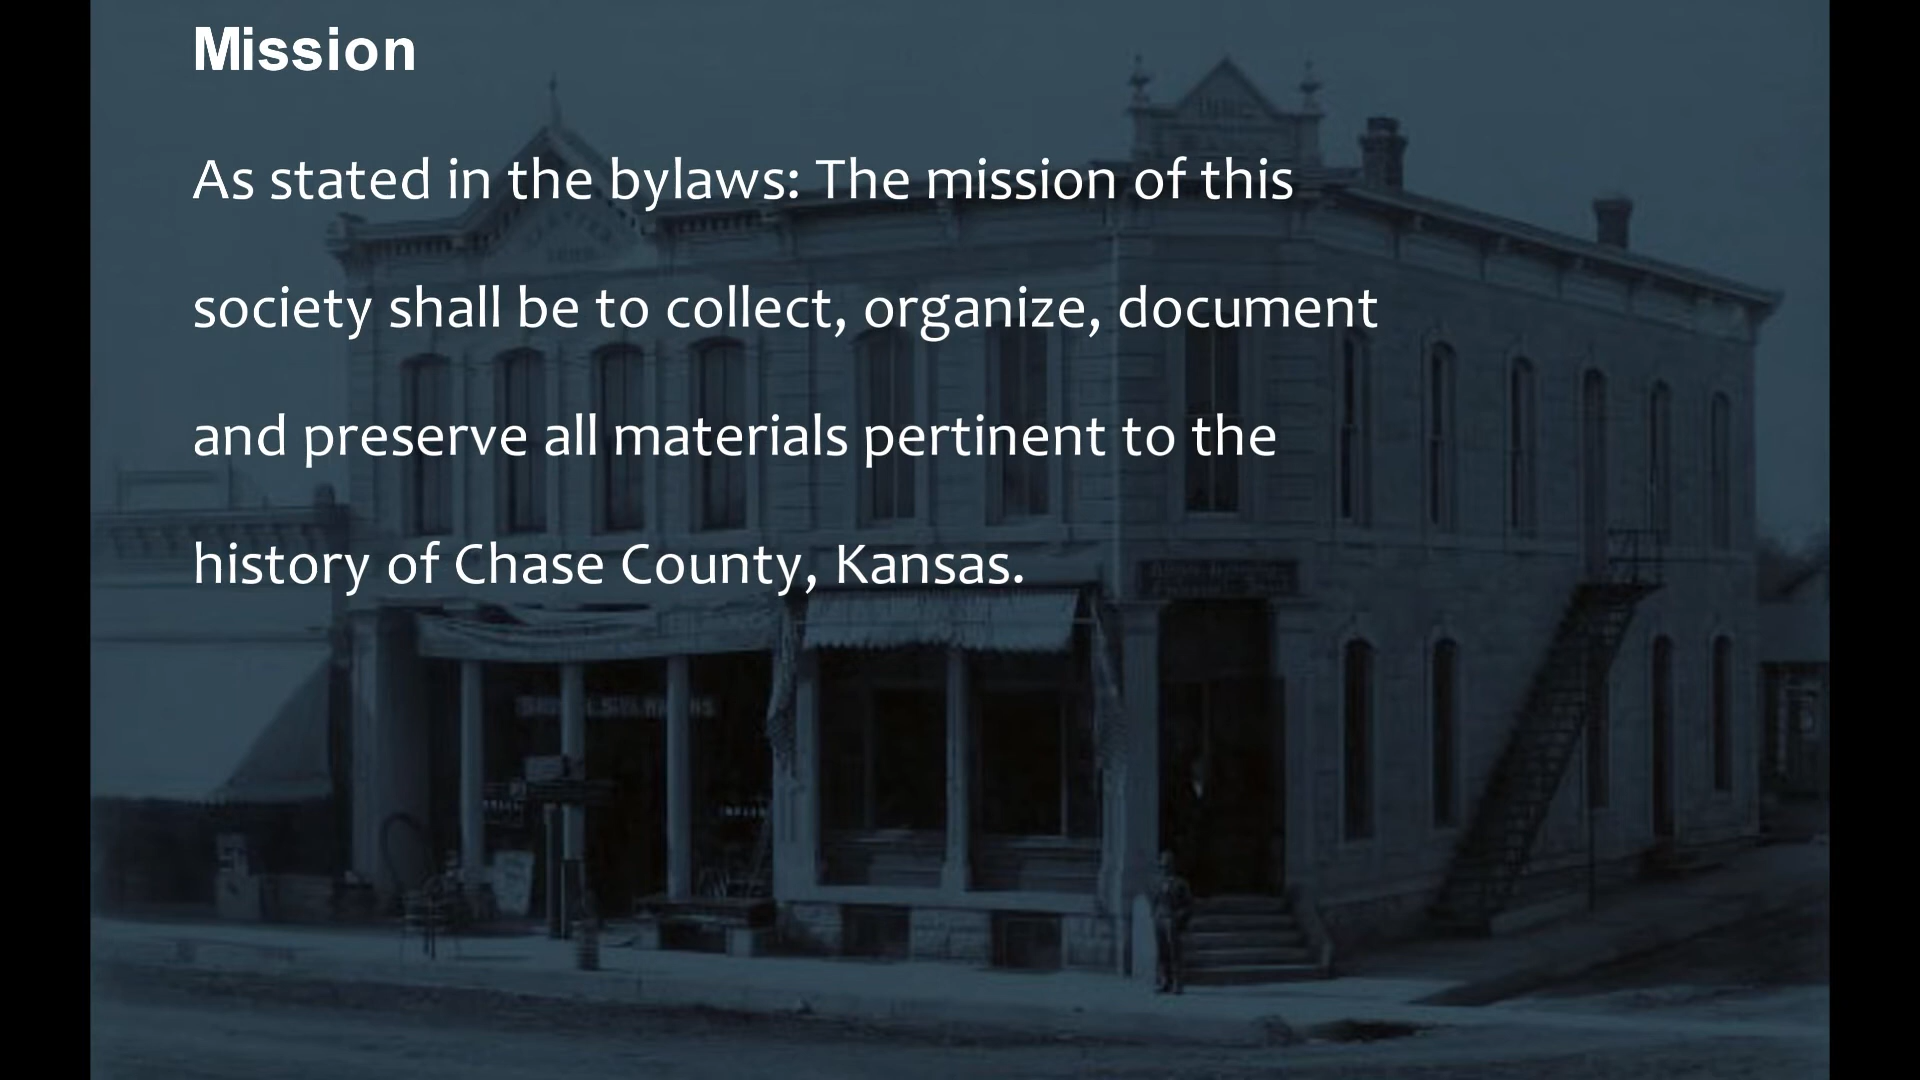 Mission
As stated in the bylaws: The mission of this
society shall be to collect, organize, document
and preserve all materials pertinent to the
history of Chase County, Kansas.